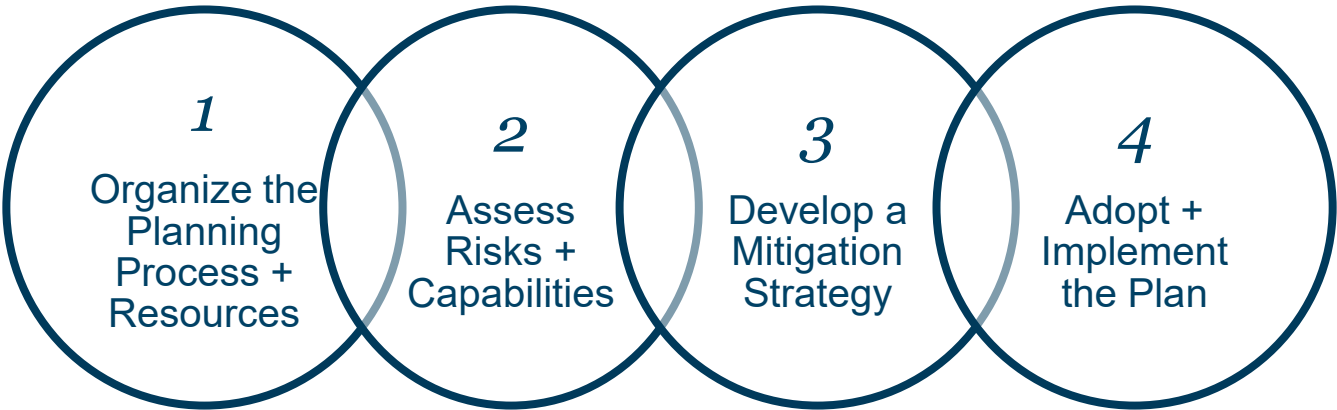 1
Organize the
Planning
Process +
Resources
2
Assess
Risks +
Capabilities
3
Develop a
Mitigation
Strategy
4
Adopt +
Implement
the Plan